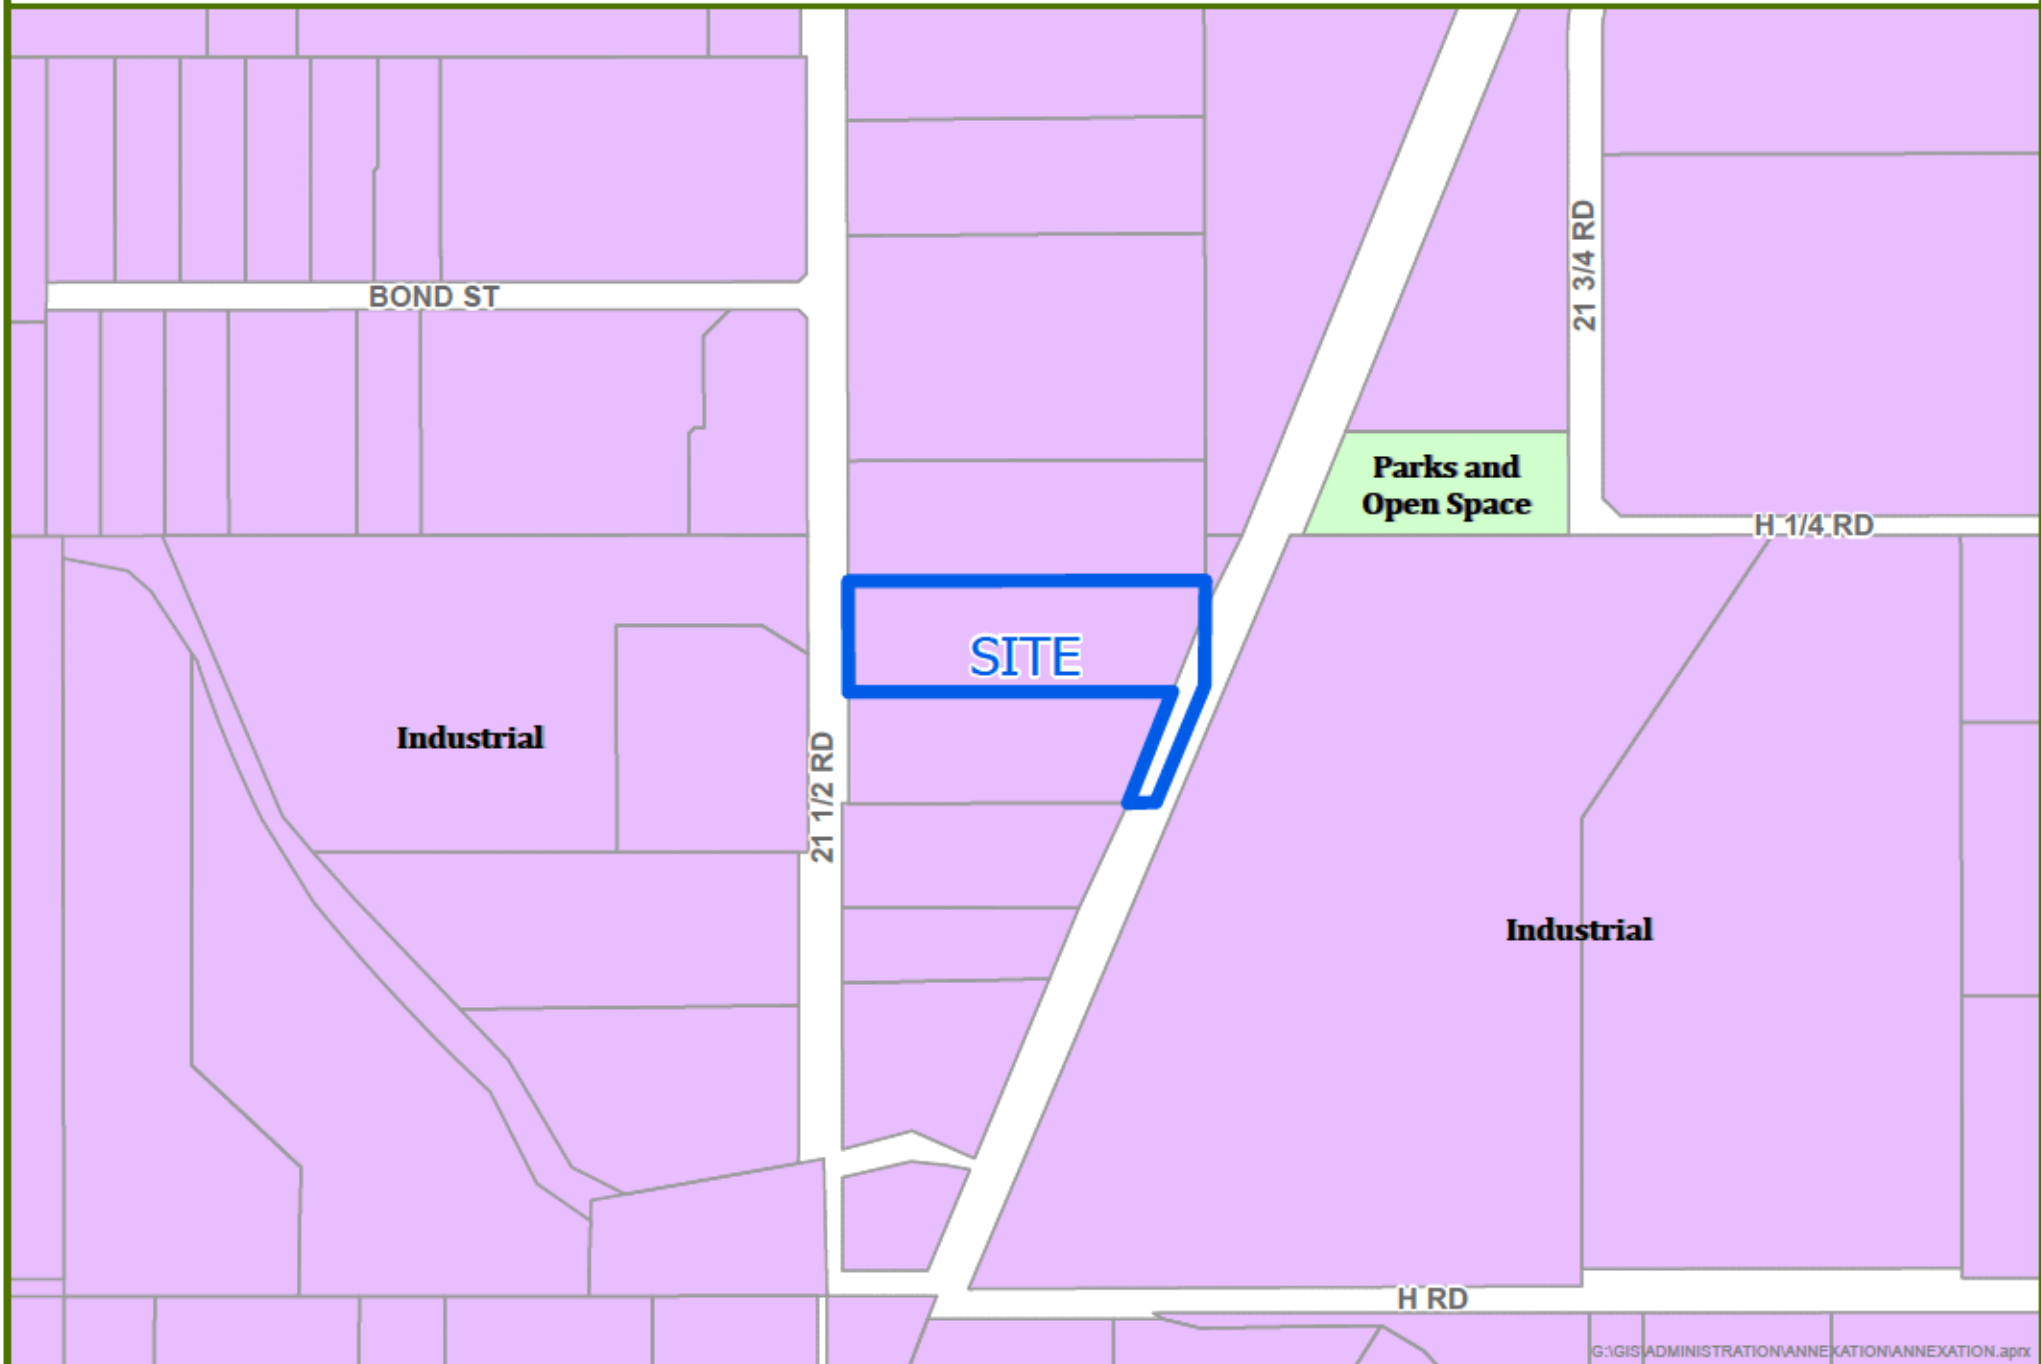 BOND ST
21 3/4 RD
Parks and
Open Space
H 1/4 RD
SITE
Industrial
21 1/2 RD
Industrial
H RD
G:\GIS\ADMINISTRATION\ANNEXATION\ANNEXATION.aprx